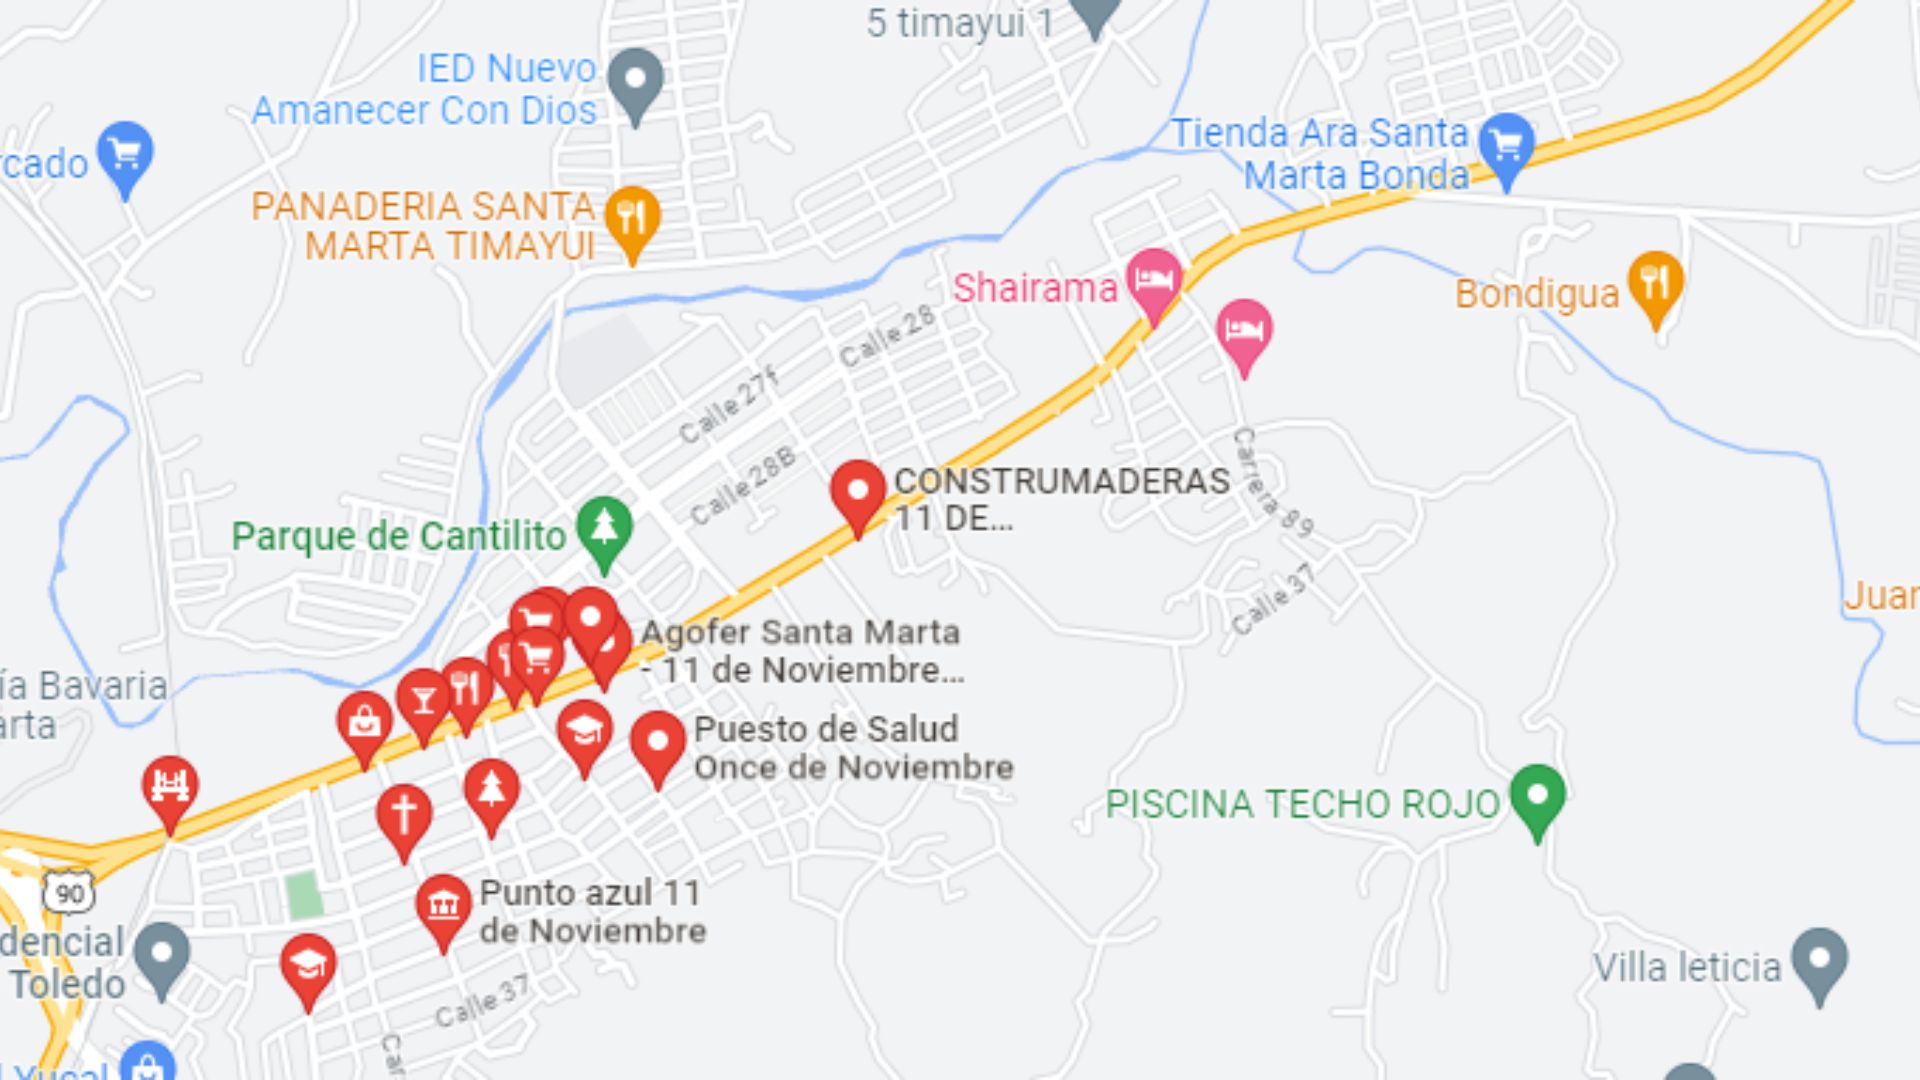 5 timayui 1
IED Nuevo
Amanecer Con Dios
Tienda Ara Santa
Marta Bonda
rcado
PANADERIA SANTA
MARTA TIMAYUI
Shairama
Bondigua
Calle 28
Calle 27f
Calle 28B
Carrera 89
CONSTRUMADERAS
11 DE...
Parque de Cantilito
Calle 37
Juan
Agofer Santa Marta
- 11 de Noviembre...
ía Bavaria
arta
Puesto de Salud
Once de Noviembre
PISCINA TECHO ROJO
90
Punto azul 11
de Noviembre
dencial
Toledo
Villa leticia
Calle 37
Car
l Yucal